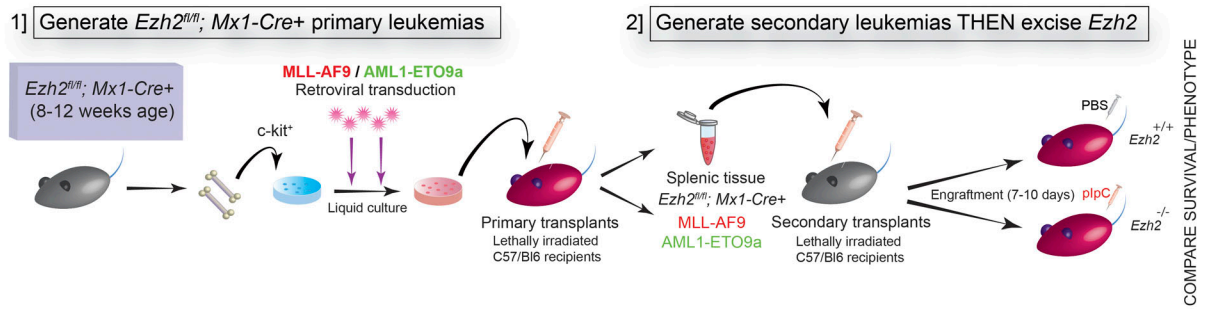 1] Generate Ezh2fl/fl; Mx1-Cre+ primary leukemias
2] Generate secondary leukemias THEN excise Ezh2
Ezh2fl/fl; Mx1-Cre+
(8-12 weeks age)
MLL-AF9 / AML1-ETO9a
Retroviral transduction
c-kit+
Liquid culture
Primary transplants
Lethally irradiated
C57/Bl6 recipients
Splenic tissue
Ezh2fl/fl; Mx1-Cre+
MLL-AF9
AML1-ETO9a
Secondary transplants
Lethally irradiated
C57/Bl6 recipients
PBS
Ezh2+/+
Engraftment (7-10 days) pIpC
Ezh2-/-
COMPARE SURVIVAL/PHENOTYPE